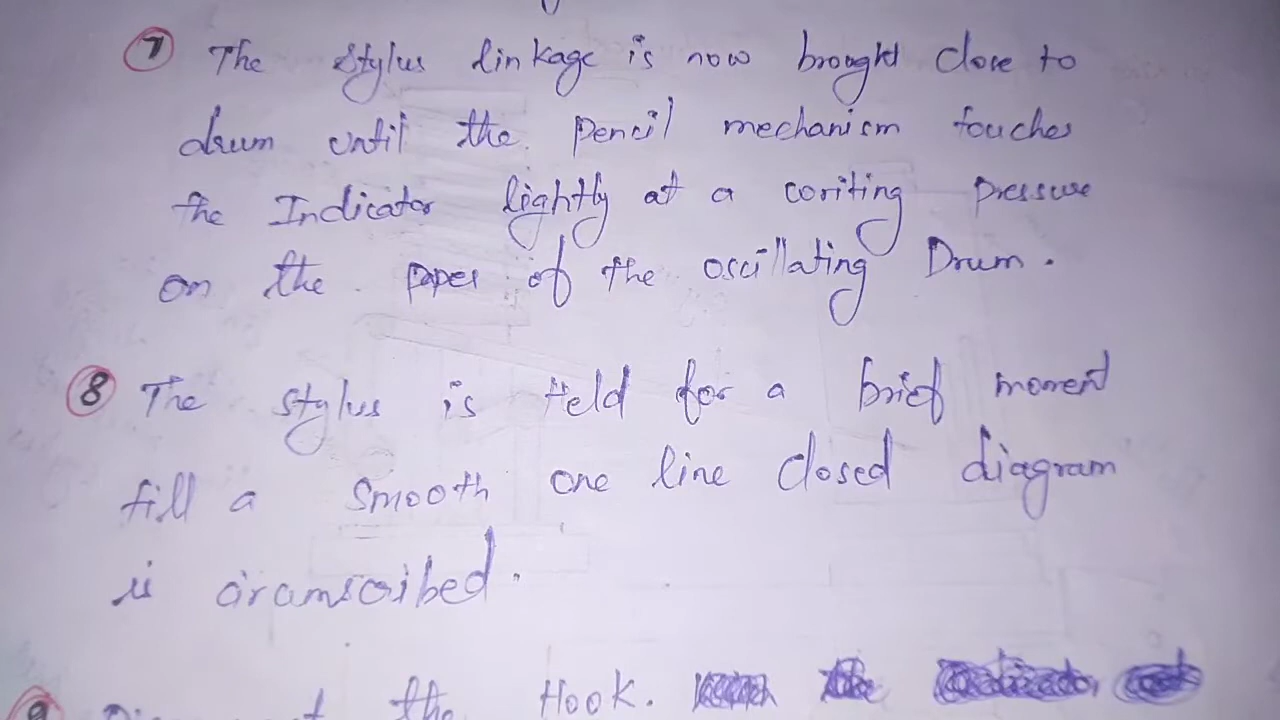 7 The stylus linkage is now brought close to
drum until the pencil mechanism touches
the Indicator lightly at a writing pressure
on the paper of the oscillating Drum.
8 The stylus is Held for a brief moment
till a smooth one line closed diagram
is circumscribed.
9 the Hook.